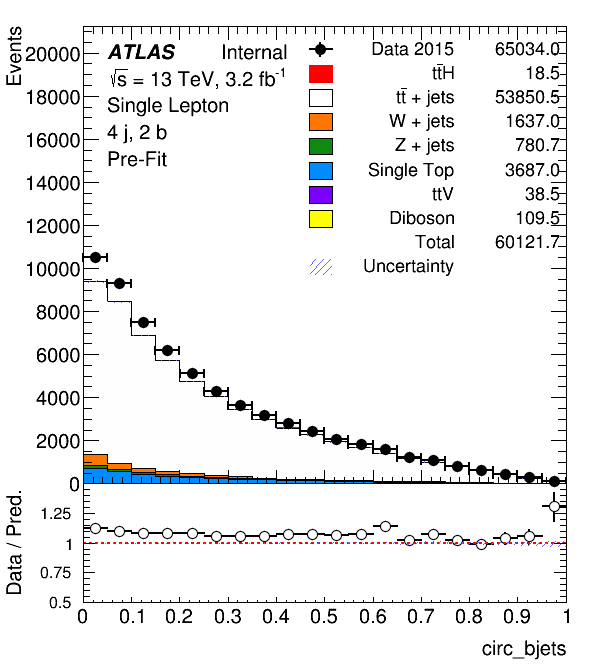 Events
20000
18000
16000
14000
12000
10000
8000
6000
4000
2000
0
ATLAS Internal
√s = 13 TeV, 3.2 fb⁻¹
Single Lepton
4 j, 2 b
Pre-Fit
Data 2015 65034.0
tt̄H 18.5
tt̄ + jets 53850.5
W + jets 1637.0
Z + jets 780.7
Single Top 3687.0
ttV 38.5
Diboson 109.5
Total 60121.7
Uncertainty
Data / Pred.
1.25
1
0.75
0.5
0 0.1 0.2 0.3 0.4 0.5 0.6 0.7 0.8 0.9 1
circ_bjets